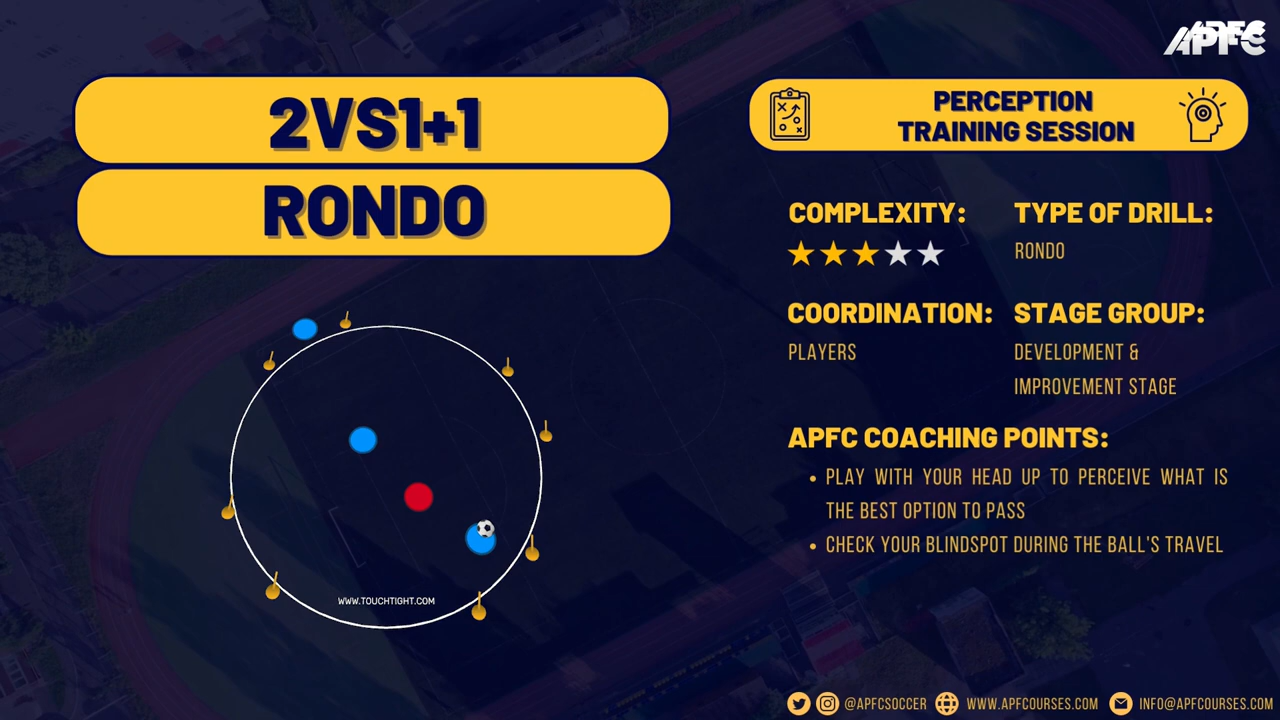 APFC
2VS1+1
RONDO
PERCEPTION
TRAINING SESSION
COMPLEXITY:
TYPE OF DRILL:
RONDO
COORDINATION:
STAGE GROUP:
PLAYERS
DEVELOPMENT &
IMPROVEMENT STAGE
APFC COACHING POINTS:
• PLAY WITH YOUR HEAD UP TO PERCEIVE WHAT IS
THE BEST OPTION TO PASS
• CHECK YOUR BLINDSPOT DURING THE BALL'S TRAVEL
WWW.TOUCHTIGHT.COM
@APFCSOCCER
WWW.APFCOURSES.COM
INFO@APFCOURSES.COM